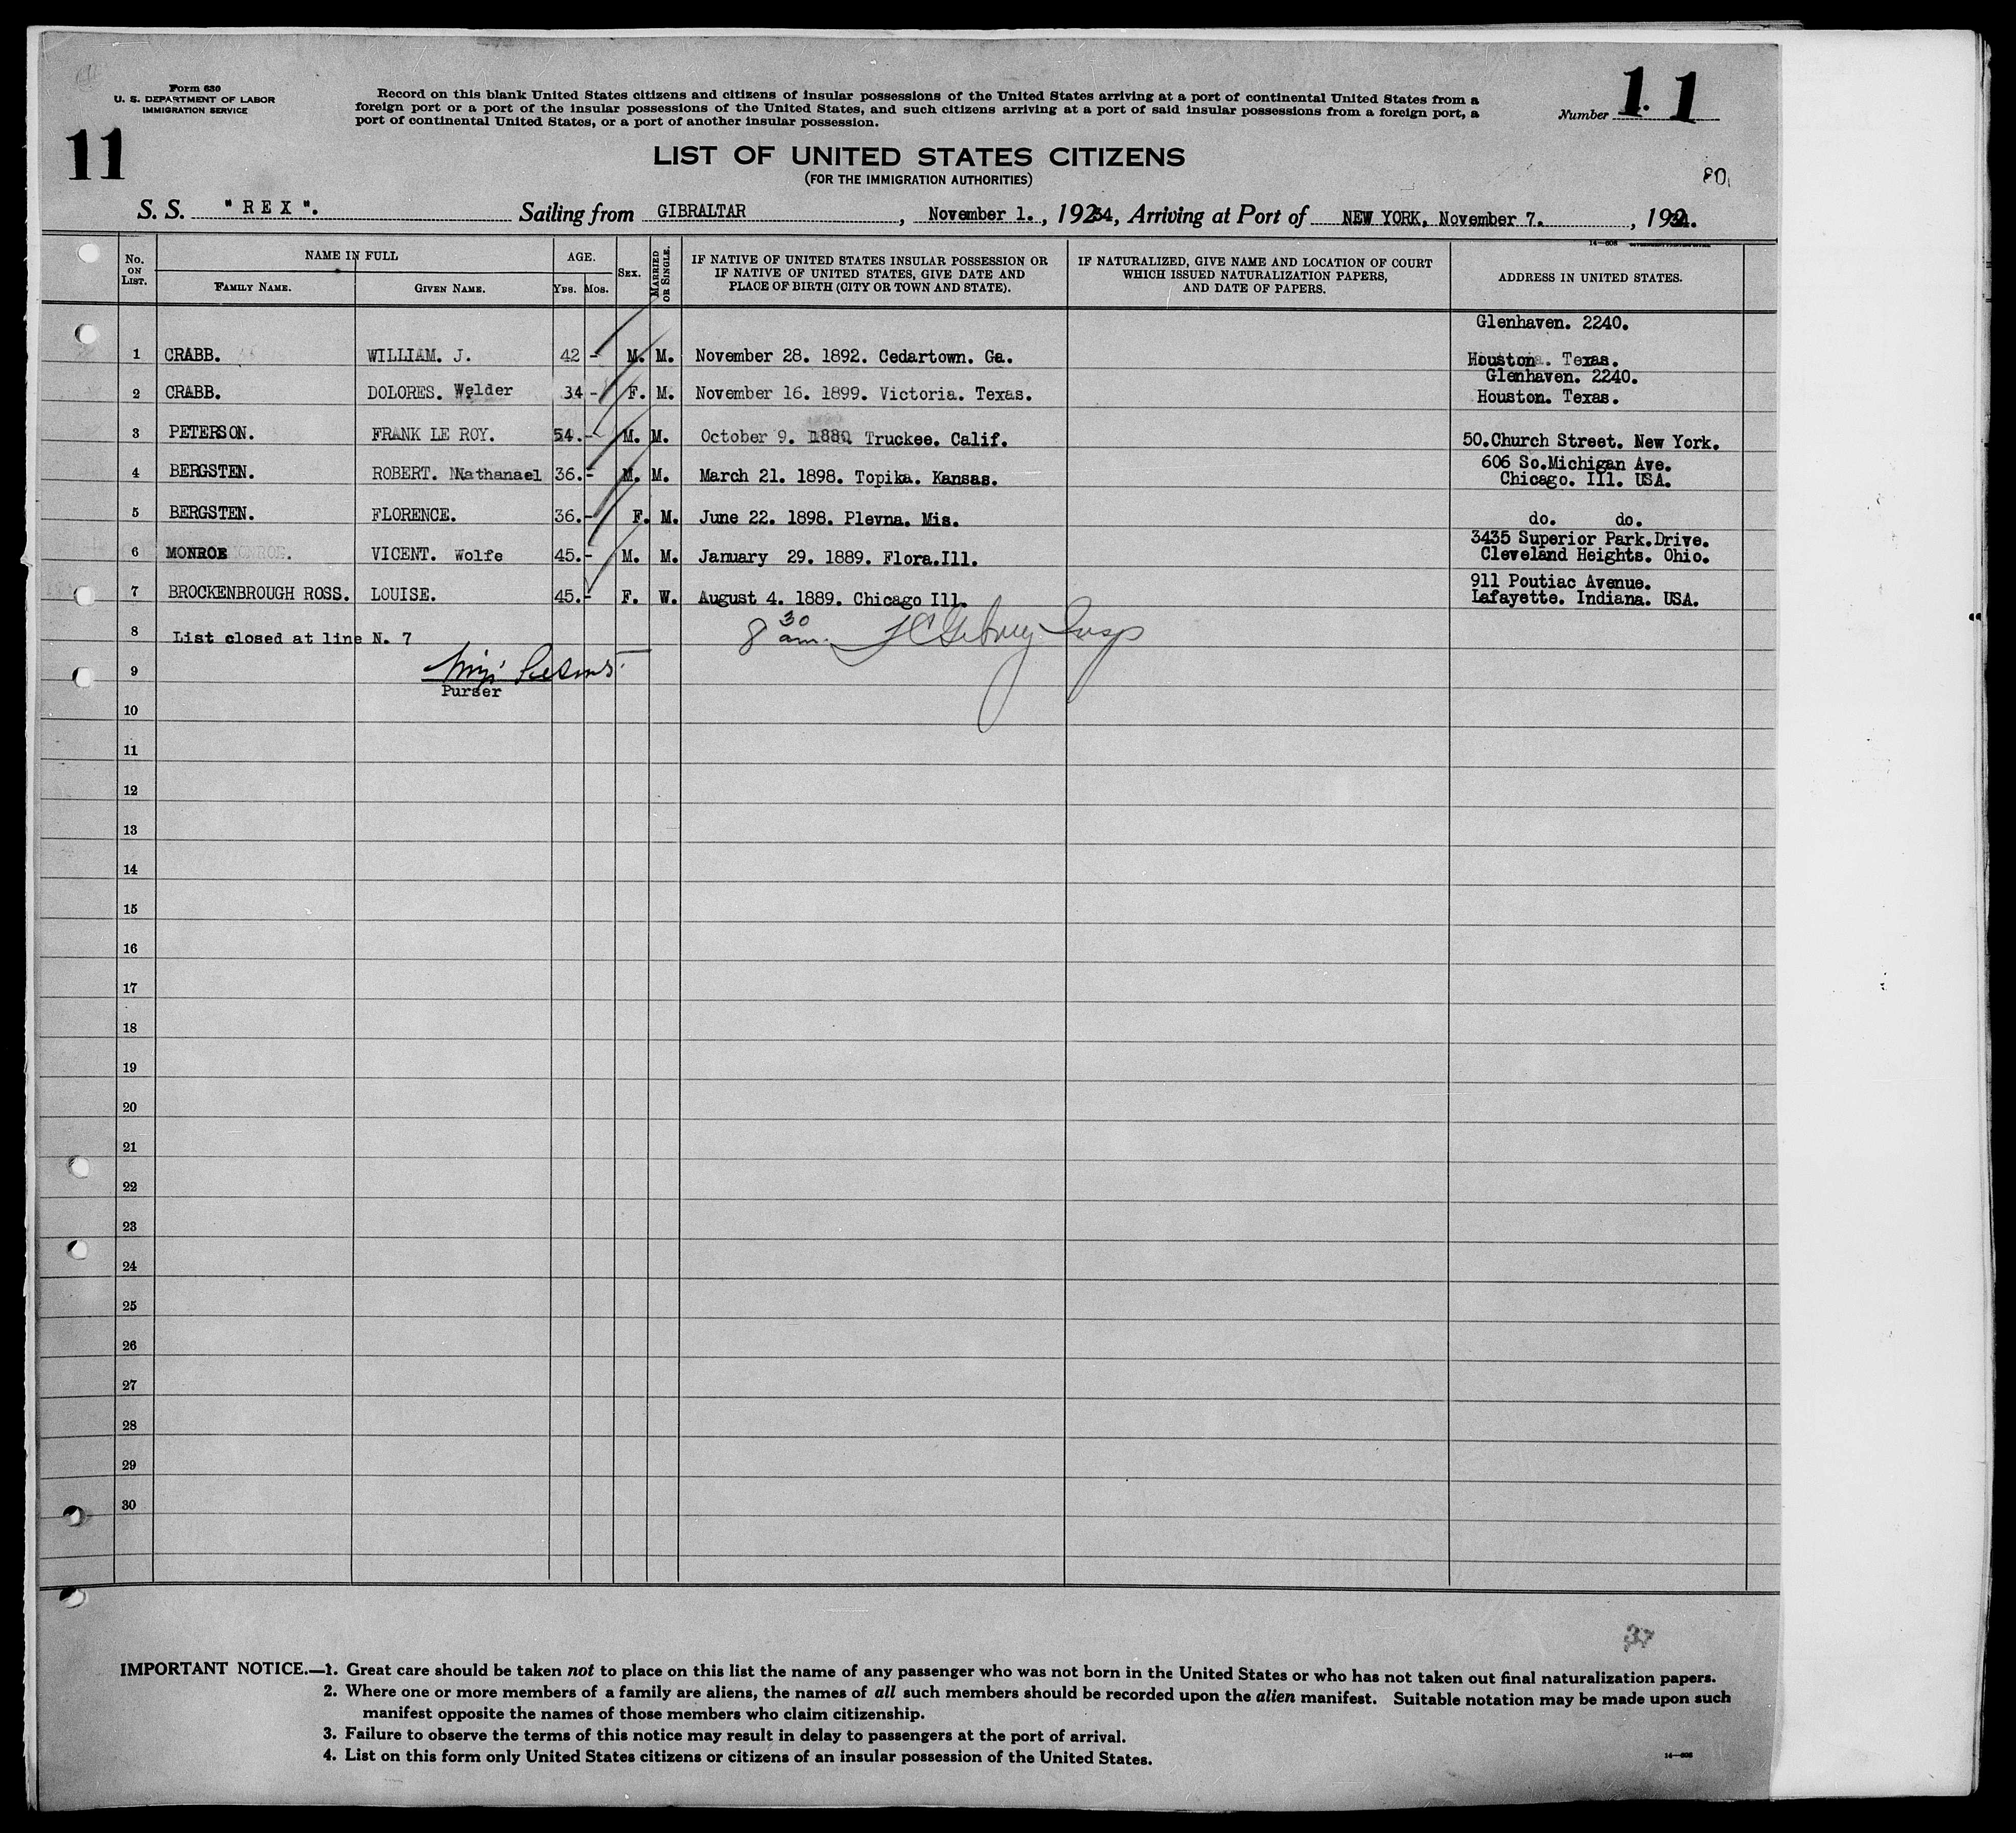 Form 630
U. S. DEPARTMENT OF LABOR
IMMIGRATION SERVICE
11
Record on this blank United States citizens and citizens of insular possessions of the United States arriving at a port of continental United States from a
foreign port or a port of the insular possessions of the United States, and such citizens arriving at a port of said insular possessions from a foreign port, a
port of continental United States, or a port of another insular possession.
Number 1. 1
LIST OF UNITED STATES CITIZENS
(FOR THE IMMIGRATION AUTHORITIES)
80
S. S. "REX". Sailing from GIBRALTAR, November 1., 1934, Arriving at Port of NEW YORK, November 7., 1934.
No. ON LIST. NAME IN FULL AGE. SEX. MARRIED OR SINGLE. IF NATIVE OF UNITED STATES INSULAR POSSESSION OR IF NATIVE OF UNITED STATES, GIVE DATE AND PLACE OF BIRTH (CITY OR TOWN AND STATE). IF NATURALIZED, GIVE NAME AND LOCATION OF COURT WHICH ISSUED NATURALIZATION PAPERS, AND DATE OF PAPERS. ADDRESS IN UNITED STATES.
FAMILY NAME. GIVEN NAME. YRS. MOS.
Glenhaven. 2240.
1 CRABB. WILLIAM. J. 42 - M. M. November 28. 1892. Cedartown. Ga. Houston. Texas.
Glenhaven. 2240.
2 CRABB. DOLORES. Welder 34 - F. M. November 16. 1899. Victoria. Texas. Houston. Texas.
3 PETERSON. FRANK LE ROY. 54.- M. M. October 9. 1880 Truckee. Calif. 50.Church Street. New York.
606 So.Michigan Ave.
4 BERGSTEN. ROBERT. Nathanael 36.- M. M. March 21. 1898. Topika. Kansas. Chicago. Ill. USA.
5 BERGSTEN. FLORENCE. 36.- F. M. June 22. 1898. Plevna. Mis. do. do.
3435 Superior Park.Drive.
6 MONROE VICENT. Wolfe 45.- M. M. January 29. 1889. Flora.Ill. Cleveland Heights. Ohio.
911 Poutiac Avenue.
7 BROCKENBROUGH ROSS. LOUISE. 45.- F. W. August 4. 1889. Chicago Ill. Lafayette. Indiana. USA.
8 List closed at line N. 7 8 30 am. Insp
9
Purser
10
11
12
13
14
15
16
17
18
19
20
21
22
23
24
25
26
27
28
29
30
37
IMPORTANT NOTICE.—1. Great care should be taken not to place on this list the name of any passenger who was not born in the United States or who has not taken out final naturalization papers.
2. Where one or more members of a family are aliens, the names of all such members should be recorded upon the alien manifest. Suitable notation may be made upon such
manifest opposite the names of those members who claim citizenship.
3. Failure to observe the terms of this notice may result in delay to passengers at the port of arrival.
4. List on this form only United States citizens or citizens of an insular possession of the United States.